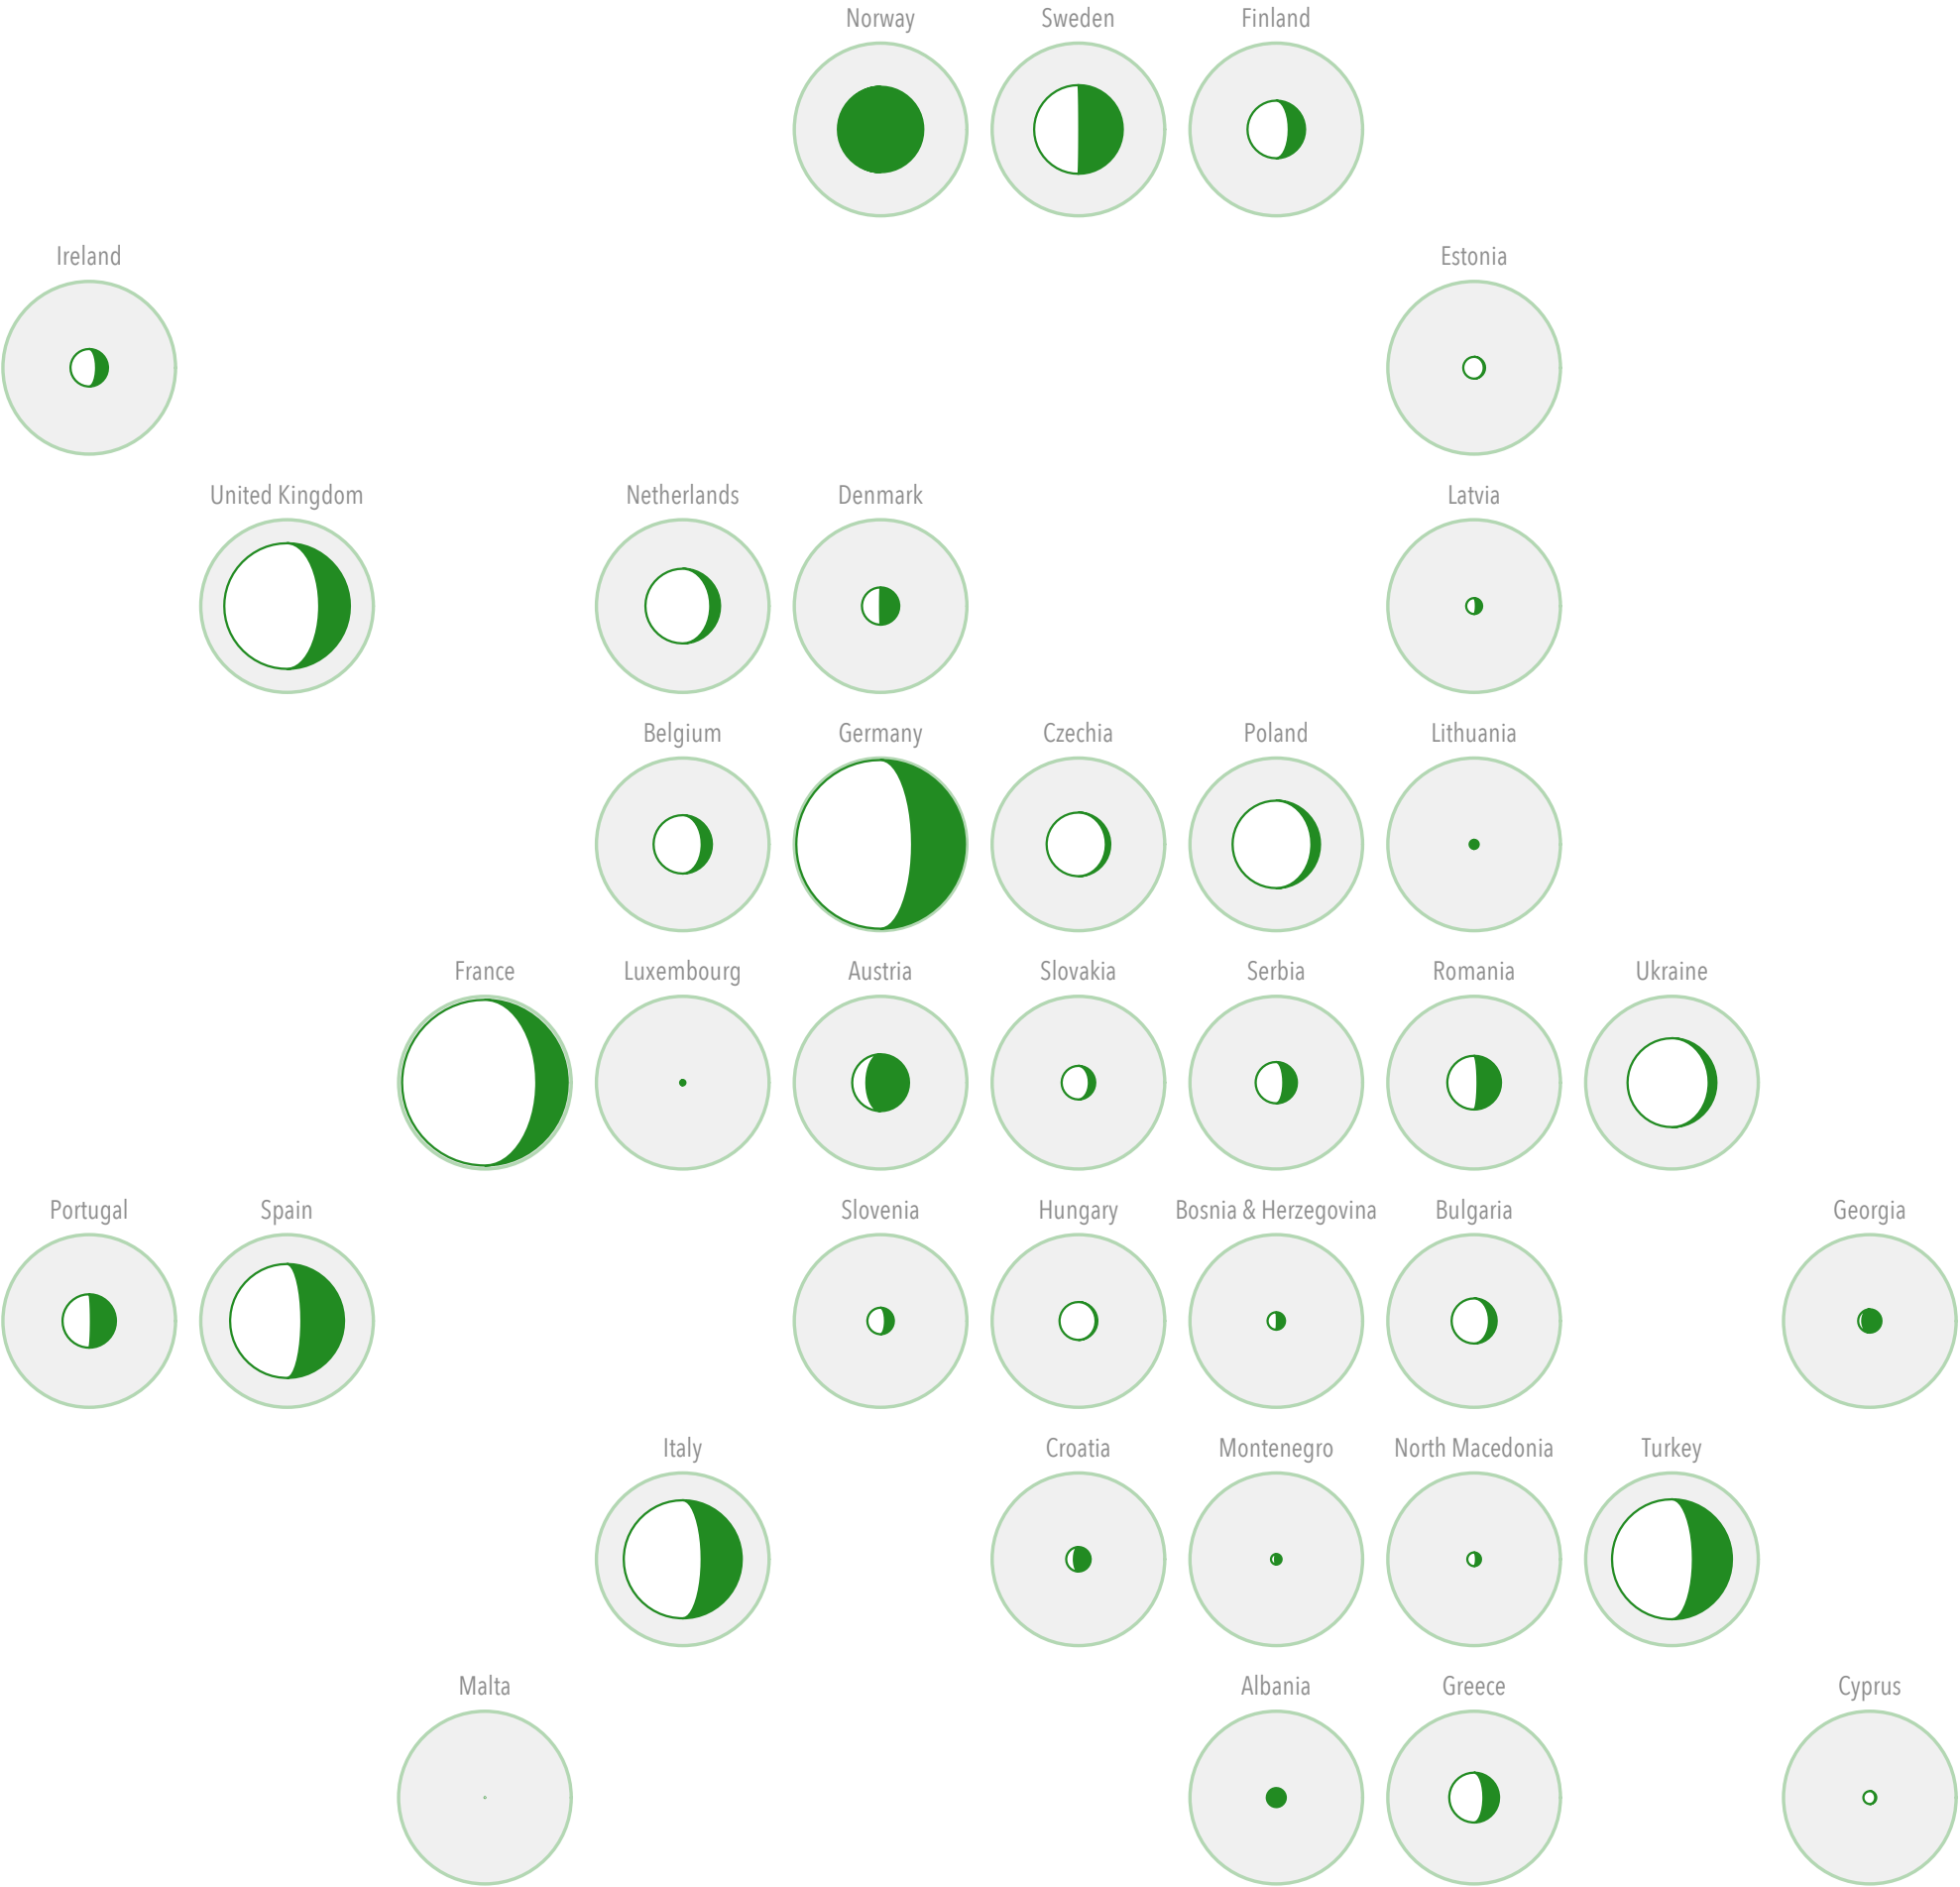 Norway
Sweden
Finland
Ireland
Estonia
United Kingdom
Netherlands
Denmark
Latvia
Belgium
Germany
Czechia
Poland
Lithuania
France
Luxembourg
Austria
Slovakia
Serbia
Romania
Ukraine
Portugal
Spain
Slovenia
Hungary
Bosnia & Herzegovina
Bulgaria
Georgia
Italy
Croatia
Montenegro
North Macedonia
Turkey
Malta
Albania
Greece
Cyprus